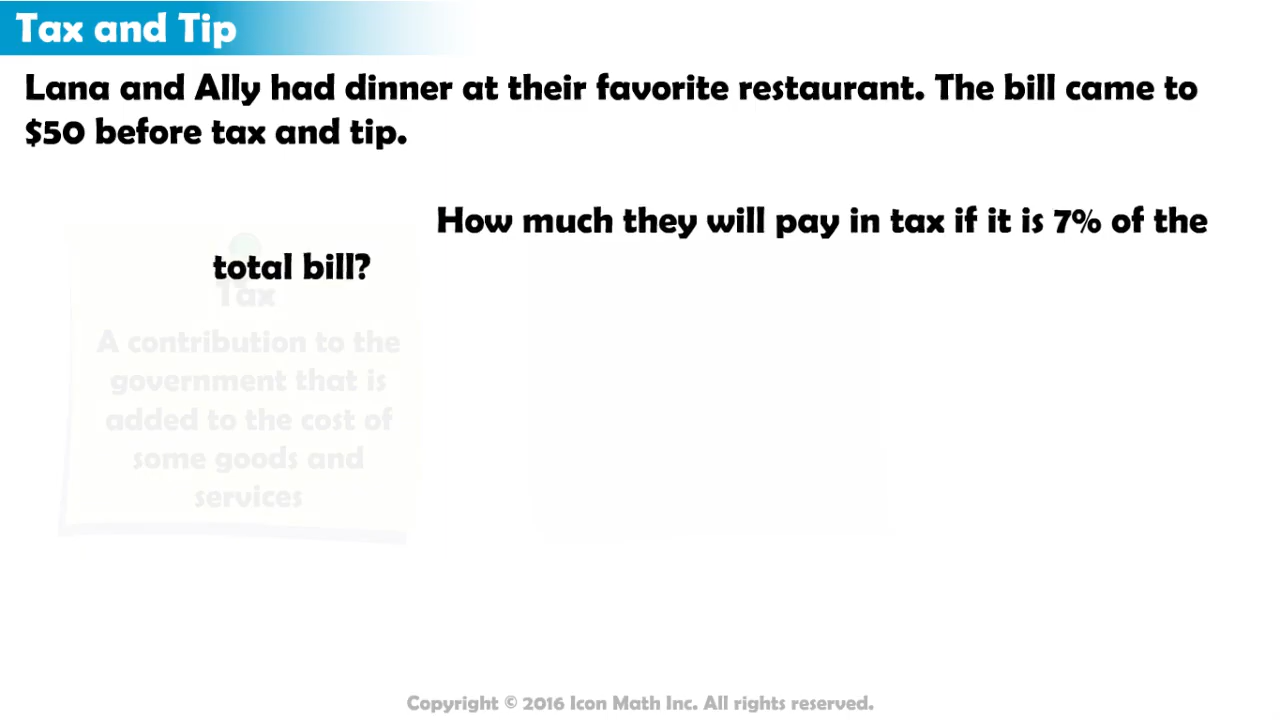 Tax and Tip
Lana and Ally had dinner at their favorite restaurant. The bill came to
$50 before tax and tip.
How much they will pay in tax if it is 7% of the
total bill?
Tax
A contribution to the
government that is
added to the cost of
some goods and
services
Copyright © 2016 Icon Math Inc. All rights reserved.